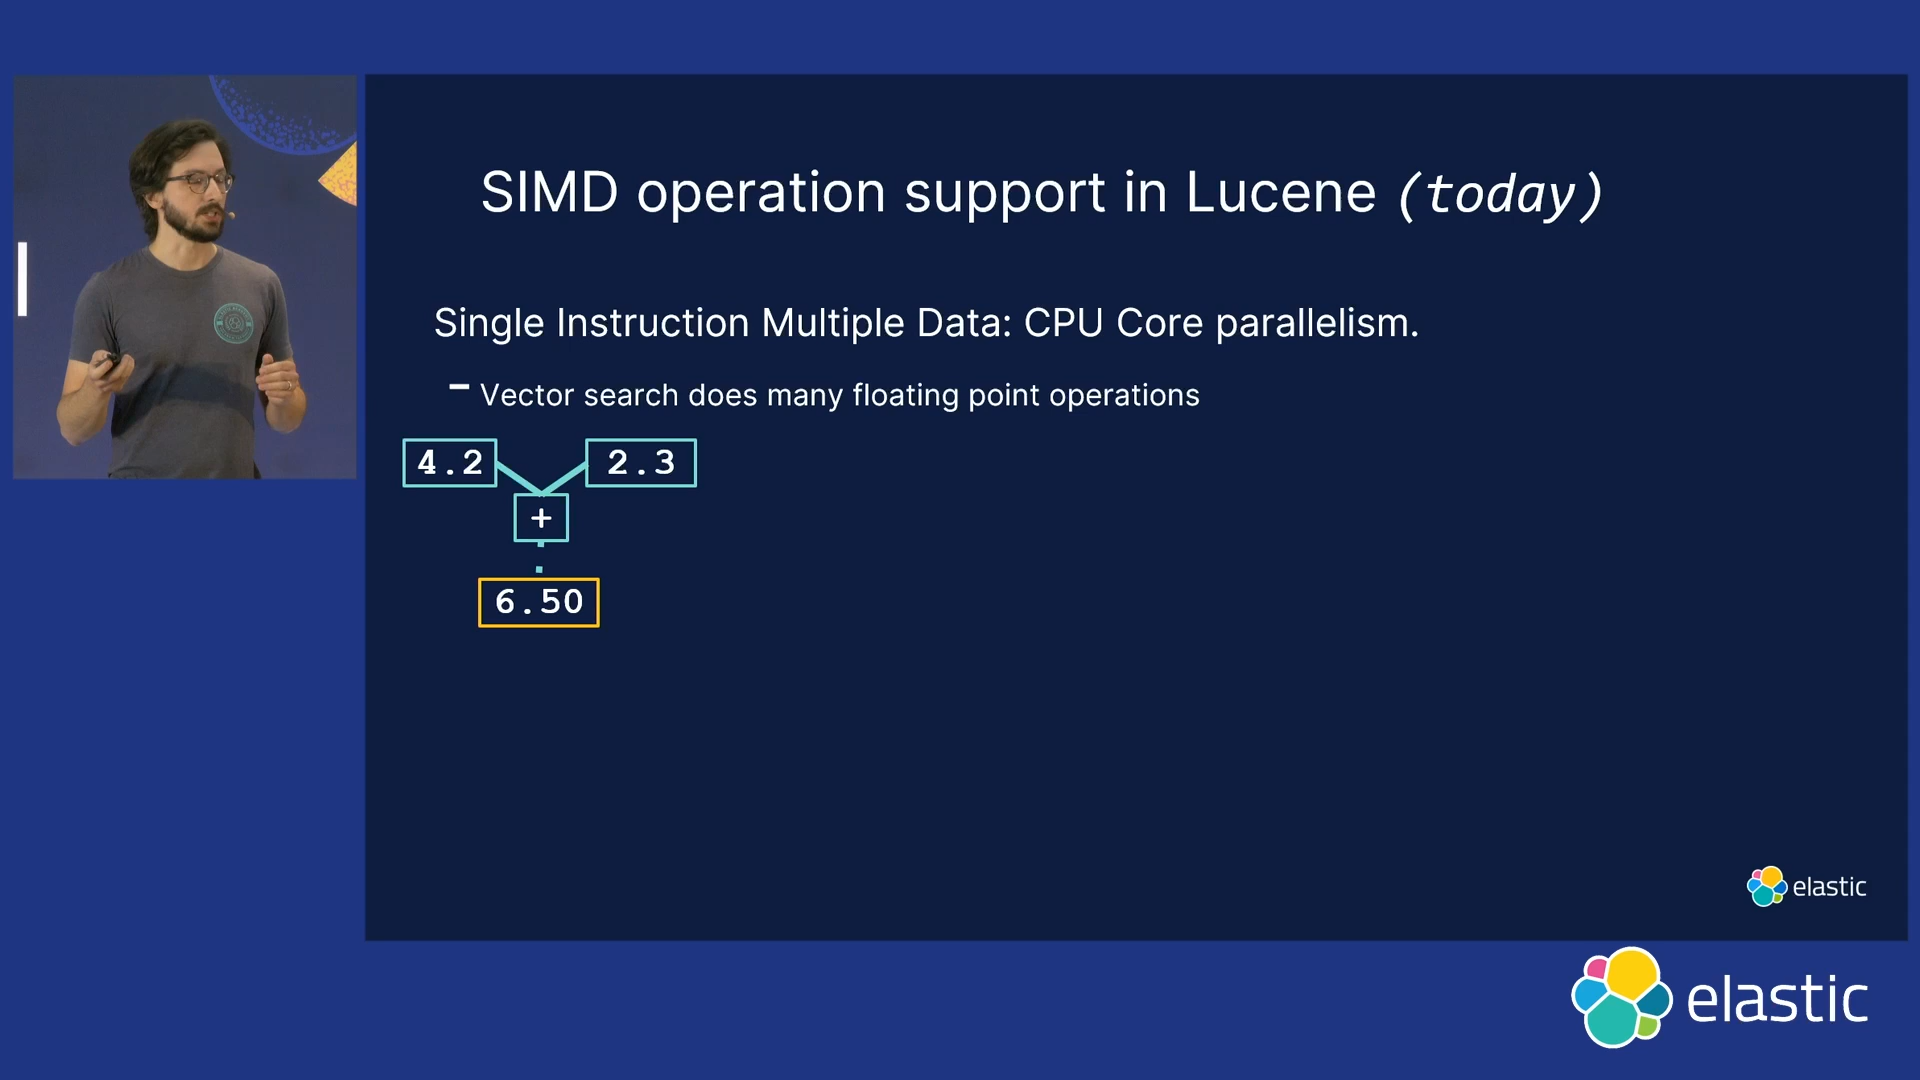 SIMD operation support in Lucene (today)
Single Instruction Multiple Data: CPU Core parallelism.
– Vector search does many floating point operations
4.2 2.3
+
6.50
elastic
elastic